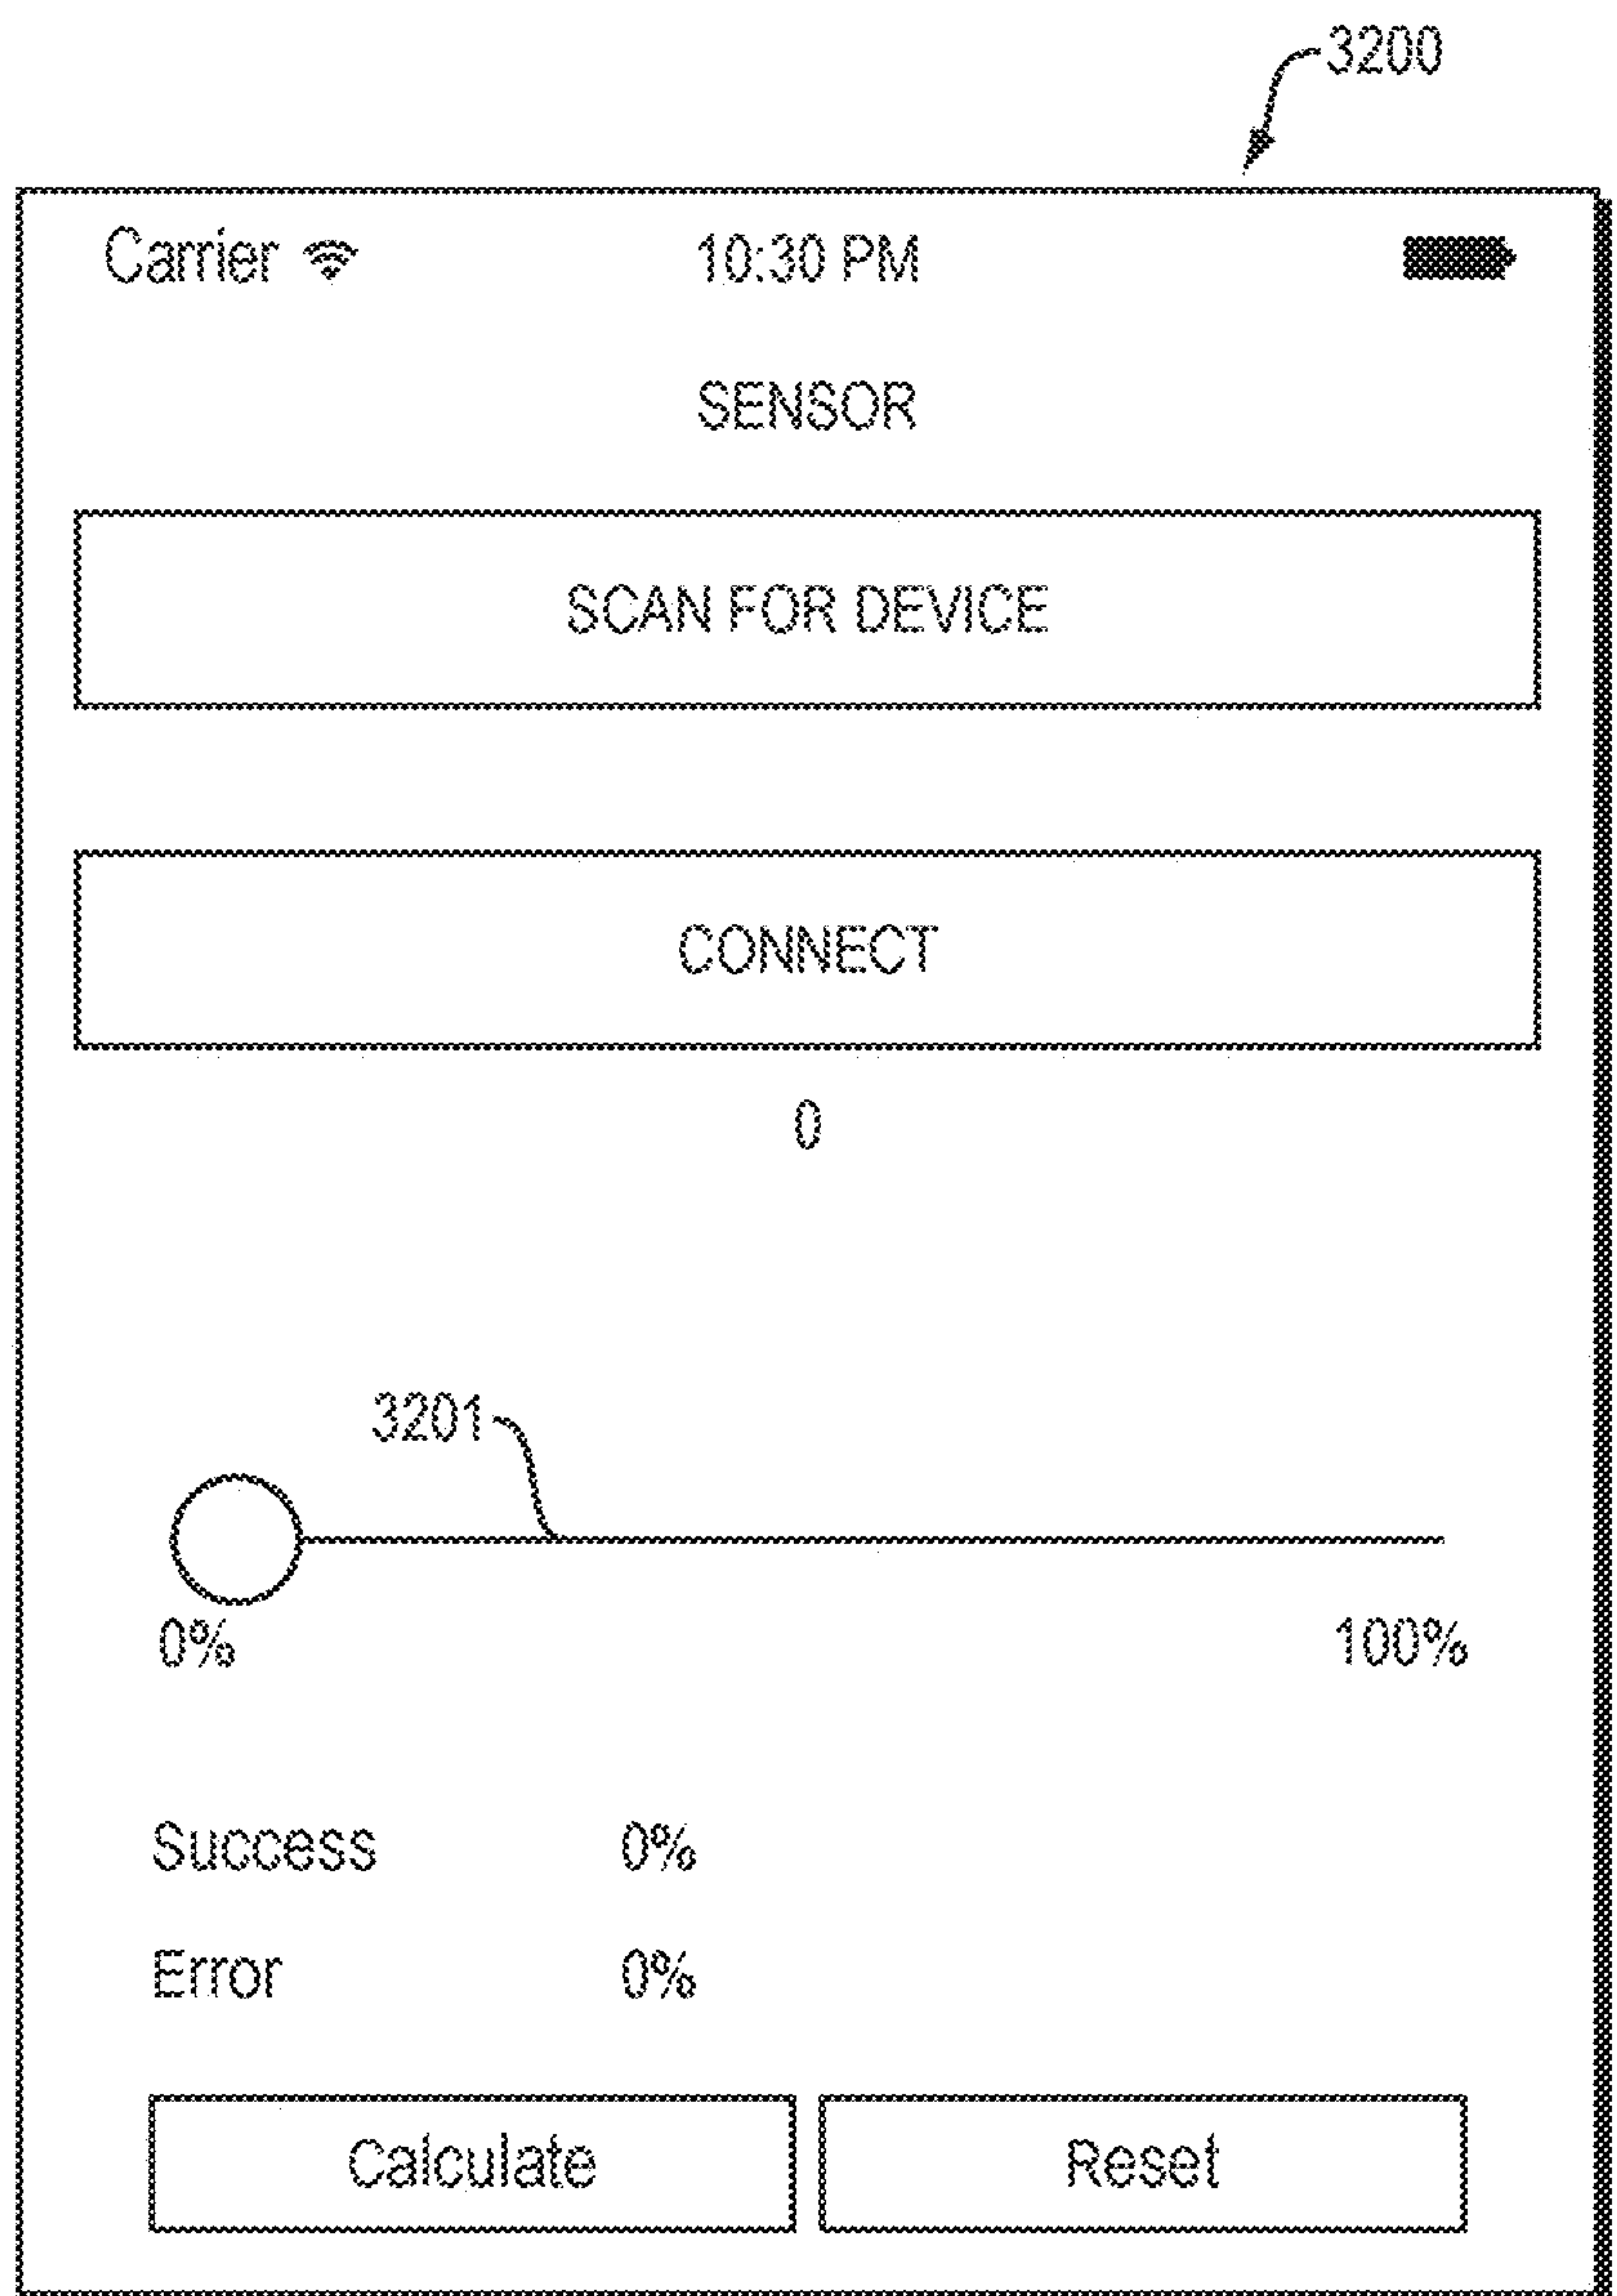 3200
Carrier 10:30 PM
SENSOR
SCAN FOR DEVICE
CONNECT
0
3201
0% 100%
Success 0%
Error 0%
Calculate Reset